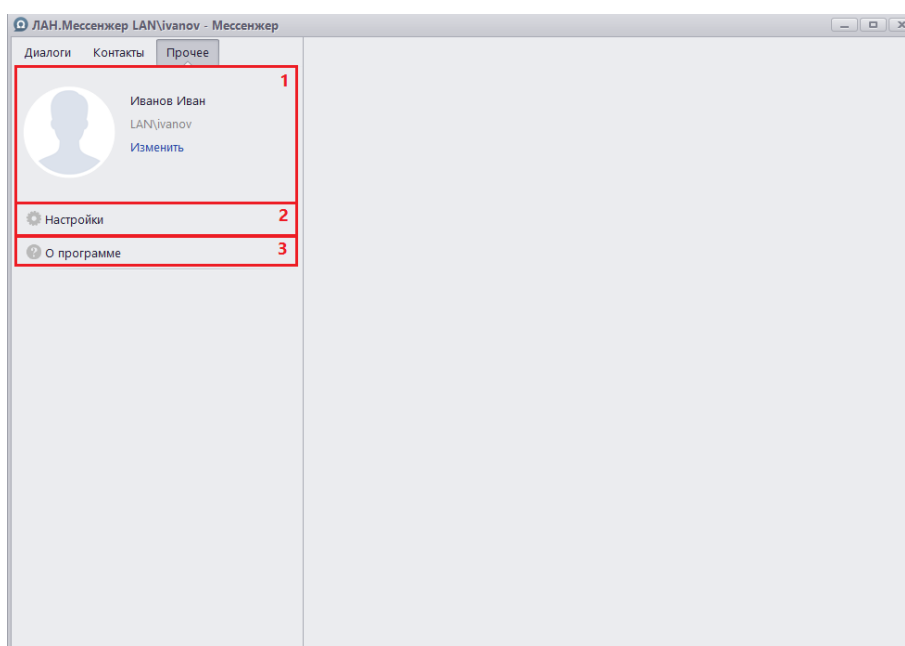 ЛАН.Мессенжер LAN\ivanov - Мессенжер
Диалоги Контакты Прочее
1
Иванов Иван
LAN\ivanov
Изменить
Настройки 2
О программе 3